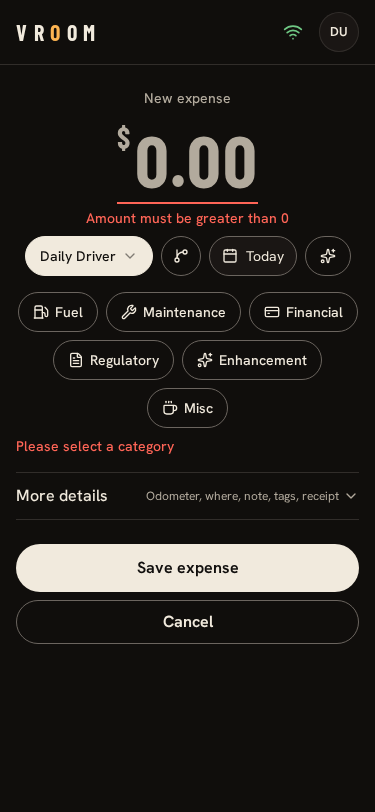 VROOM
DU
New expense
$0.00
Amount must be greater than 0
Daily Driver
Today
Fuel
Maintenance
Financial
Regulatory
Enhancement
Misc
Please select a category
More details
Odometer, where, note, tags, receipt
Save expense
Cancel